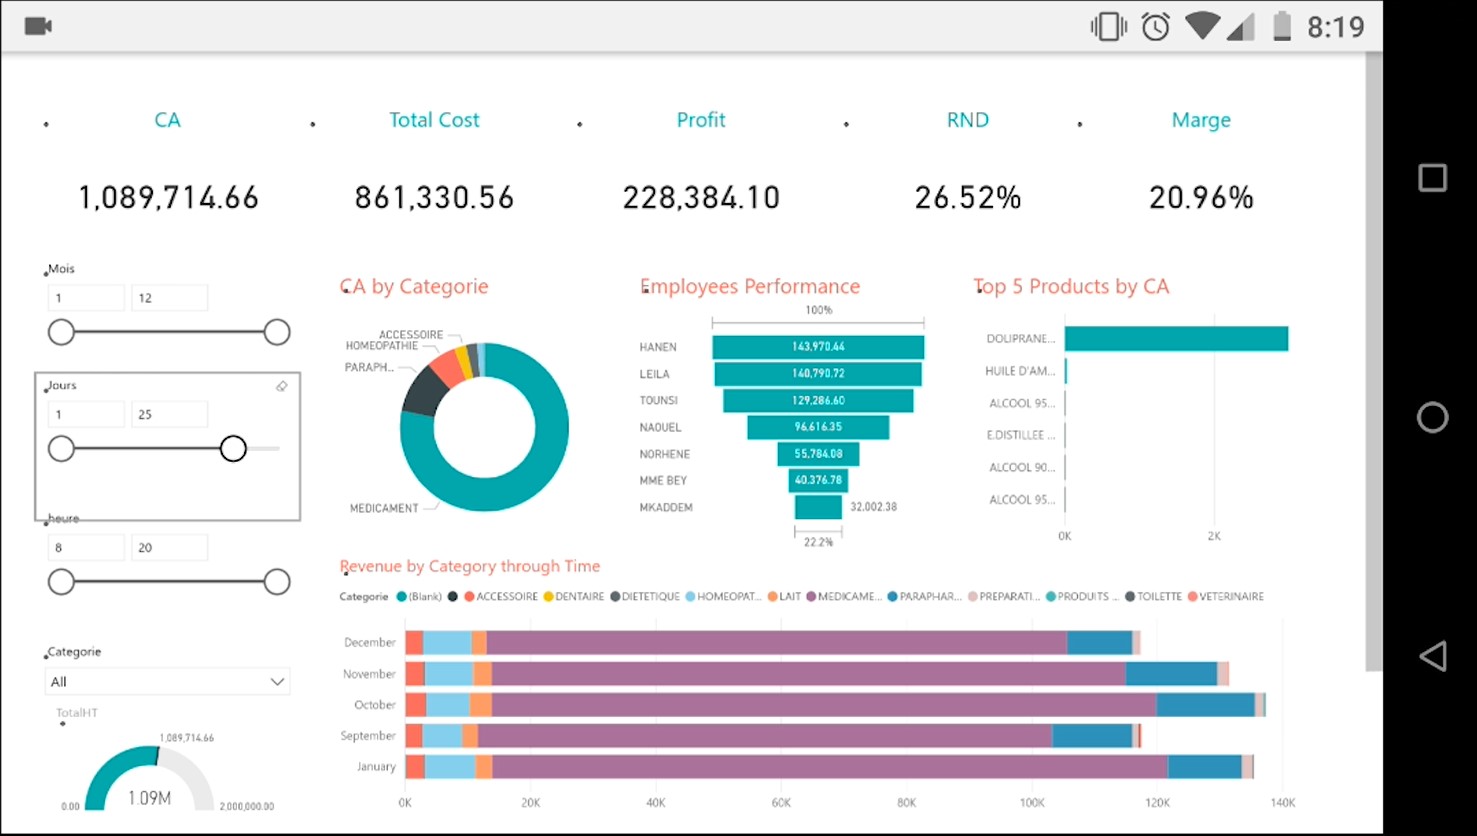 8:19
CA
Total Cost
Profit
RND
Marge
1,089,714.66
861,330.56
228,384.10
26.52%
20.96%
Mois
1 12
Jours
1 25
heure
8 20
Categorie
All
TotalHT
1,089,714.66
1.09M
0.00
2,000,000.00
CA by Categorie
ACCESSOIRE
HOMEOPATHIE
PARAPH...
MEDICAMENT
Employees Performance
100%
HANEN 143,970.44
LEILA 140,790.72
TOUNSI 129,286.60
NAOUEL 96,616.35
NORHENE 55,784.08
MME BEY 40,376.78
MKADDEM 32,002.38
22.2%
Top 5 Products by CA
DOLIPRANE...
HUILE D'AM...
ALCOOL 95...
E.DISTILLEE ...
ALCOOL 90...
ALCOOL 95...
0K 2K
Revenue by Category through Time
Categorie (Blank) ACCESSOIRE DENTAIRE DIETETIQUE HOMEOPAT... LAIT MEDICAME... PARAPHAR... PREPARATI... PRODUITS ... TOILETTE VETERINAIRE
December
November
October
September
January
0K 20K 40K 60K 80K 100K 120K 140K